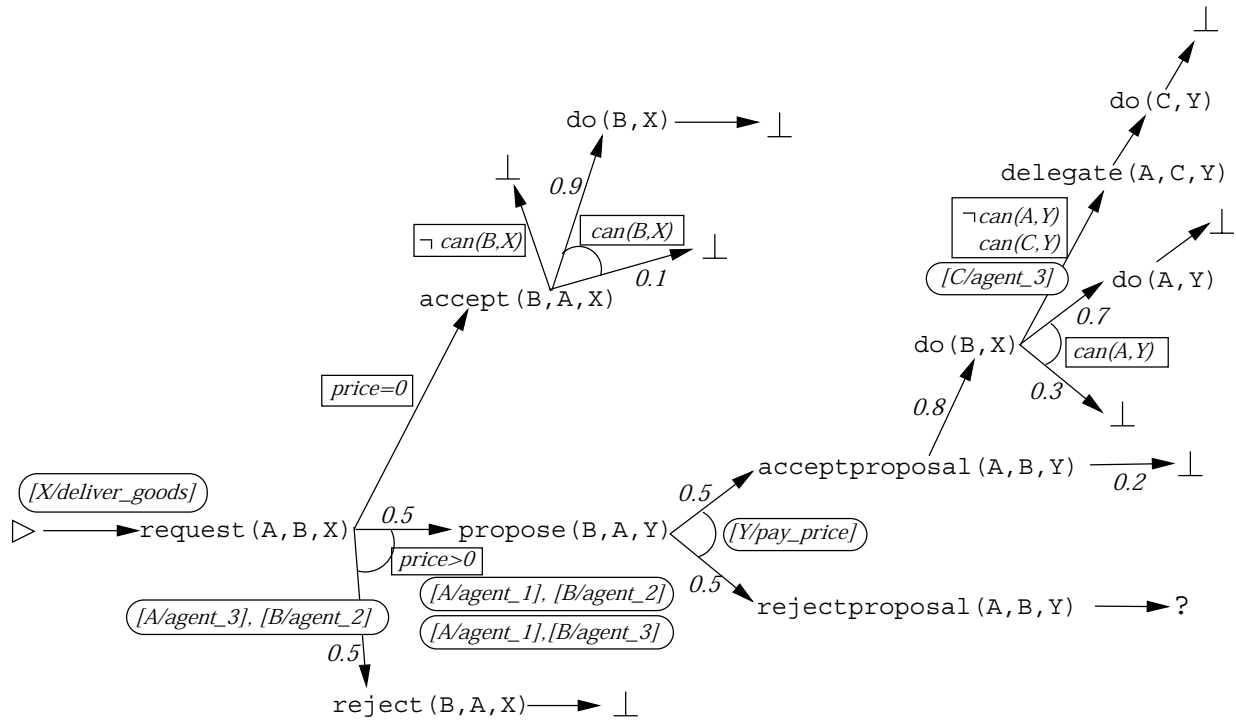 ⊥
do(C,Y)
do(B,X)
⊥
⊥
delegate(A,C,Y)
0.9
¬ can(A,Y)
can(C,Y)
¬ can(B,X)
can(B,X)
⊥
⊥
0.1
[C/agent_3]
do(A,Y)
accept(B,A,X)
0.7
do(B,X)
can(A,Y)
price=0
0.3
0.8
⊥
acceptproposal(A,B,Y)
⊥
0.2
[X/deliver_goods]
0.5
0.5
request(A,B,X)
propose(B,A,Y)
[Y/pay_price]
price>0
0.5
[A/agent_1], [B/agent_2]
rejectproposal(A,B,Y)
?
[A/agent_3], [B/agent_2]
[A/agent_1],[B/agent_3]
0.5
reject(B,A,X)
⊥